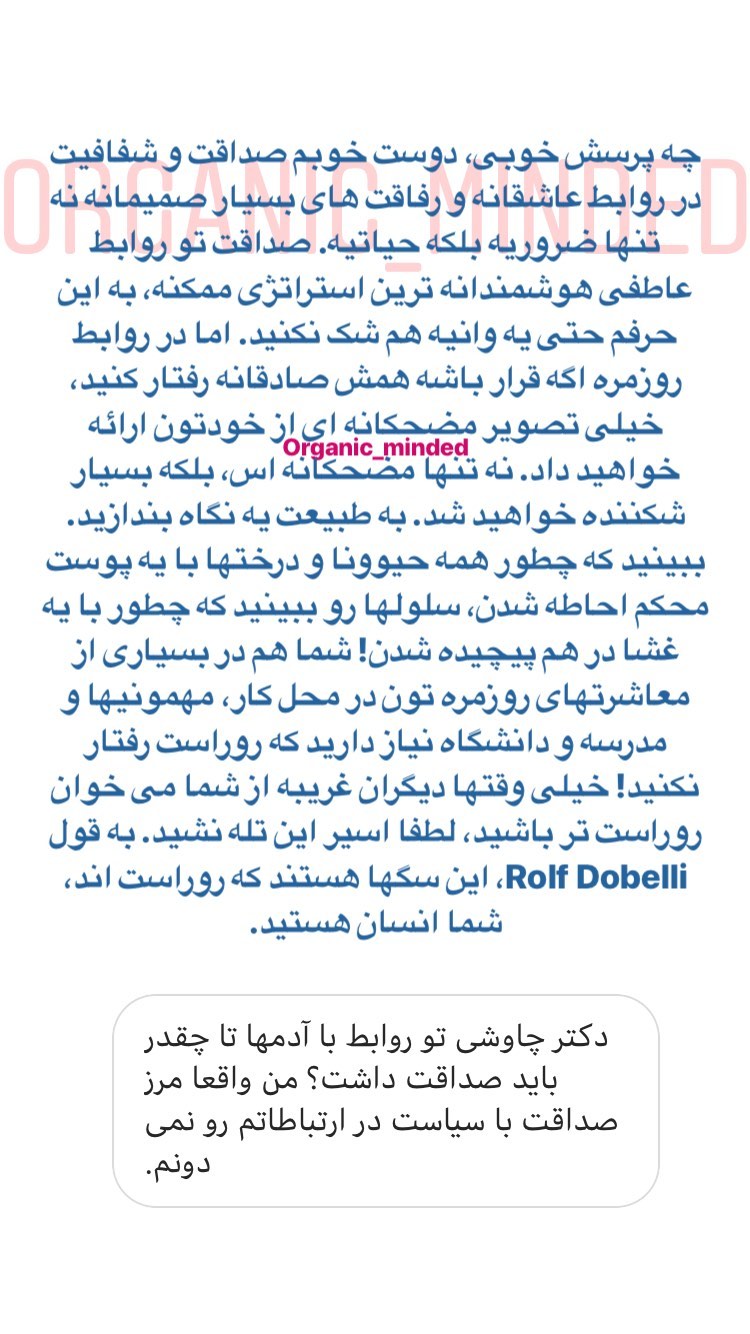 ORGANIC_MINDED
چه پرسش خوبی، دوست خوبم صداقت و شفافیت
در روابط عاشقانه و رفاقت های بسیار صمیمانه نه
تنها ضروریه بلکه حیاتیه. صداقت تو روابط
عاطفی هوشمندانه ترین استراتژی ممکنه، به این
حرفم حتی یه وانیه هم شک نکنید. اما در روابط
روزمره اگه قرار باشه همش صادقانه رفتار کنید،
خیلی تصویر مضحکانه ای از خودتون ارائه
Organic_minded
خواهید داد. نه تنها مضحکانه اس، بلکه بسیار
شکننده خواهید شد. به طبیعت یه نگاه بندازید.
ببینید که چطور همه حیوونا و درختها با یه پوست
محکم احاطه شدن، سلولها رو ببینید که چطور با یه
غشا در هم پیچیده شدن! شما هم در بسیاری از
معاشرتهای روزمره تون در محل کار، مهمونیها و
مدرسه و دانشگاه نیاز دارید که روراست رفتار
نکنید! خیلی وقتها دیگران غریبه از شما می خوان
روراست تر باشید، لطفا اسیر این تله نشید. به قول
Rolf Dobelli، این سگها هستند که روراست اند،
شما انسان هستید.
دکتر چاوشی تو روابط با آدمها تا چقدر
باید صداقت داشت؟ من واقعا مرز
صداقت با سیاست در ارتباطاتم رو نمی
دونم.